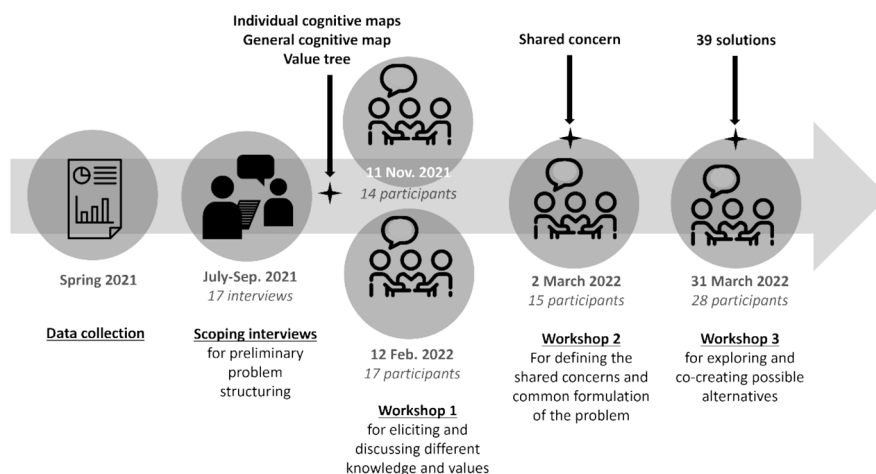 Individual cognitive maps
General cognitive map
Value tree
Shared concern
39 solutions
Spring 2021
Data collection
July-Sep. 2021
17 interviews
Scoping interviews
for preliminary
problem
structuring
11 Nov. 2021
14 participants
12 Feb. 2022
17 participants
Workshop 1
for eliciting and
discussing different
knowledge and values
2 March 2022
15 participants
Workshop 2
For defining the
shared concerns and
common formulation
of the problem
31 March 2022
28 participants
Workshop 3
for exploring and
co-creating possible
alternatives